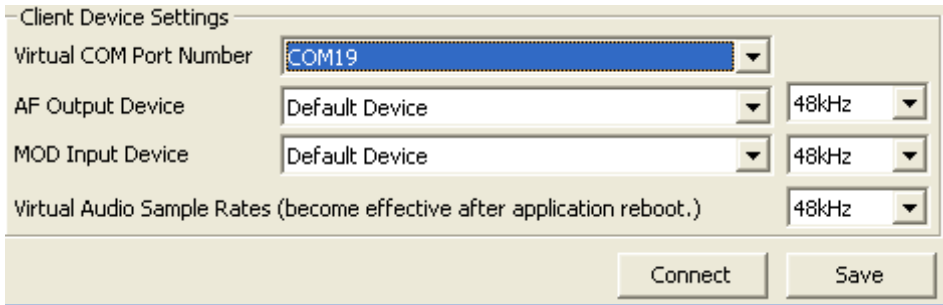 Client Device Settings
Virtual COM Port Number COM19
AF Output Device Default Device 48kHz
MOD Input Device Default Device 48kHz
Virtual Audio Sample Rates (become effective after application reboot.) 48kHz
Connect Save